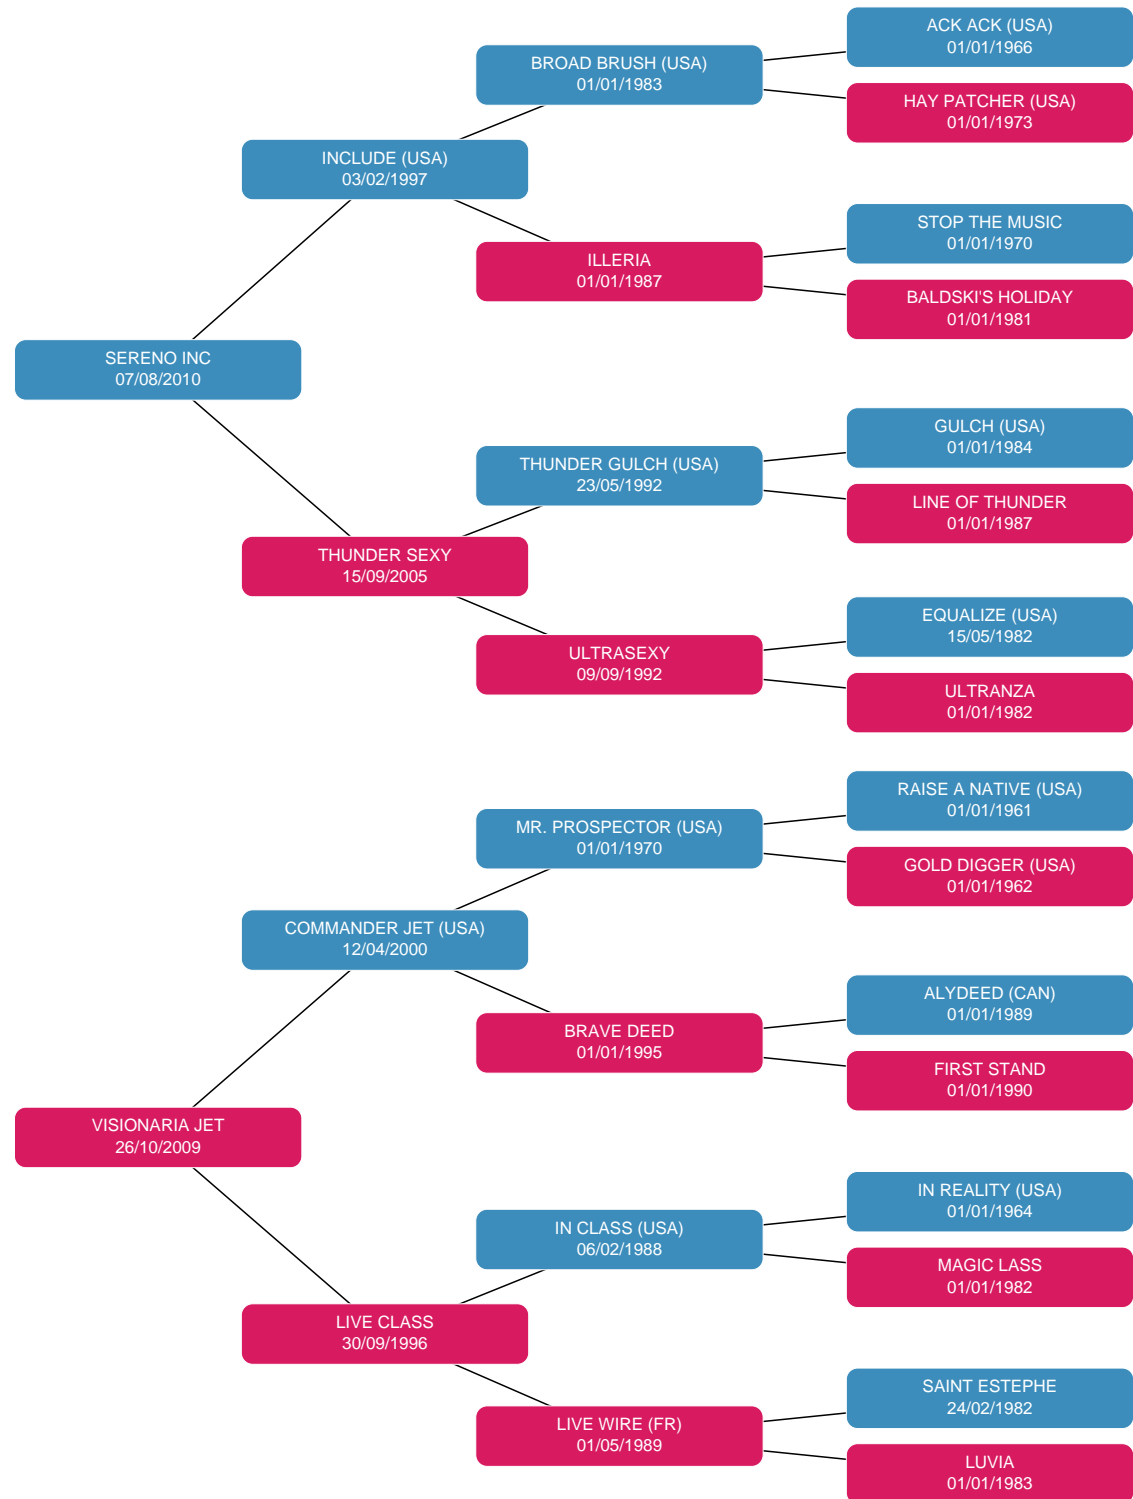 ACK ACK (USA)
01/01/1966
BROAD BRUSH (USA)
01/01/1983
HAY PATCHER (USA)
01/01/1973
INCLUDE (USA)
03/02/1997
STOP THE MUSIC
01/01/1970
ILLERIA
01/01/1987
BALDSKI'S HOLIDAY
01/01/1981
SERENO INC
07/08/2010
GULCH (USA)
01/01/1984
THUNDER GULCH (USA)
23/05/1992
LINE OF THUNDER
01/01/1987
THUNDER SEXY
15/09/2005
EQUALIZE (USA)
15/05/1982
ULTRASEXY
09/09/1992
ULTRANZA
01/01/1982
RAISE A NATIVE (USA)
01/01/1961
MR. PROSPECTOR (USA)
01/01/1970
GOLD DIGGER (USA)
01/01/1962
COMMANDER JET (USA)
12/04/2000
ALYDEED (CAN)
01/01/1989
BRAVE DEED
01/01/1995
FIRST STAND
01/01/1990
VISIONARIA JET
26/10/2009
IN REALITY (USA)
01/01/1964
IN CLASS (USA)
06/02/1988
MAGIC LASS
01/01/1982
LIVE CLASS
30/09/1996
SAINT ESTEPHE
24/02/1982
LIVE WIRE (FR)
01/05/1989
LUVIA
01/01/1983